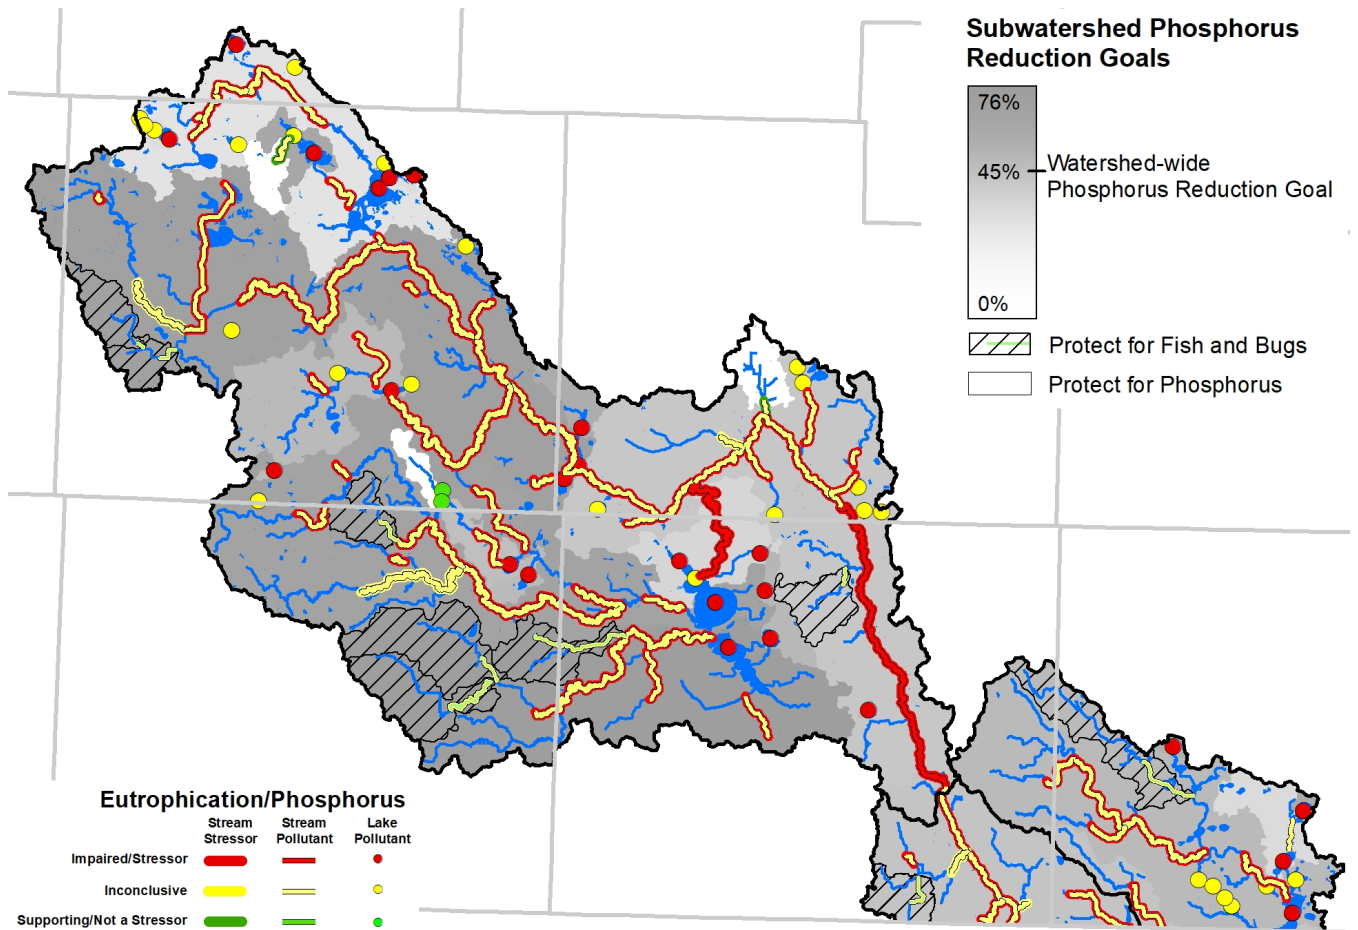 Subwatershed Phosphorus
Reduction Goals
76%
45%
Watershed-wide
Phosphorus Reduction Goal
0%
Protect for Fish and Bugs
Protect for Phosphorus
Eutrophication/Phosphorus
Stream Stressor
Stream Pollutant
Lake Pollutant
Impaired/Stressor
Inconclusive
Supporting/Not a Stressor